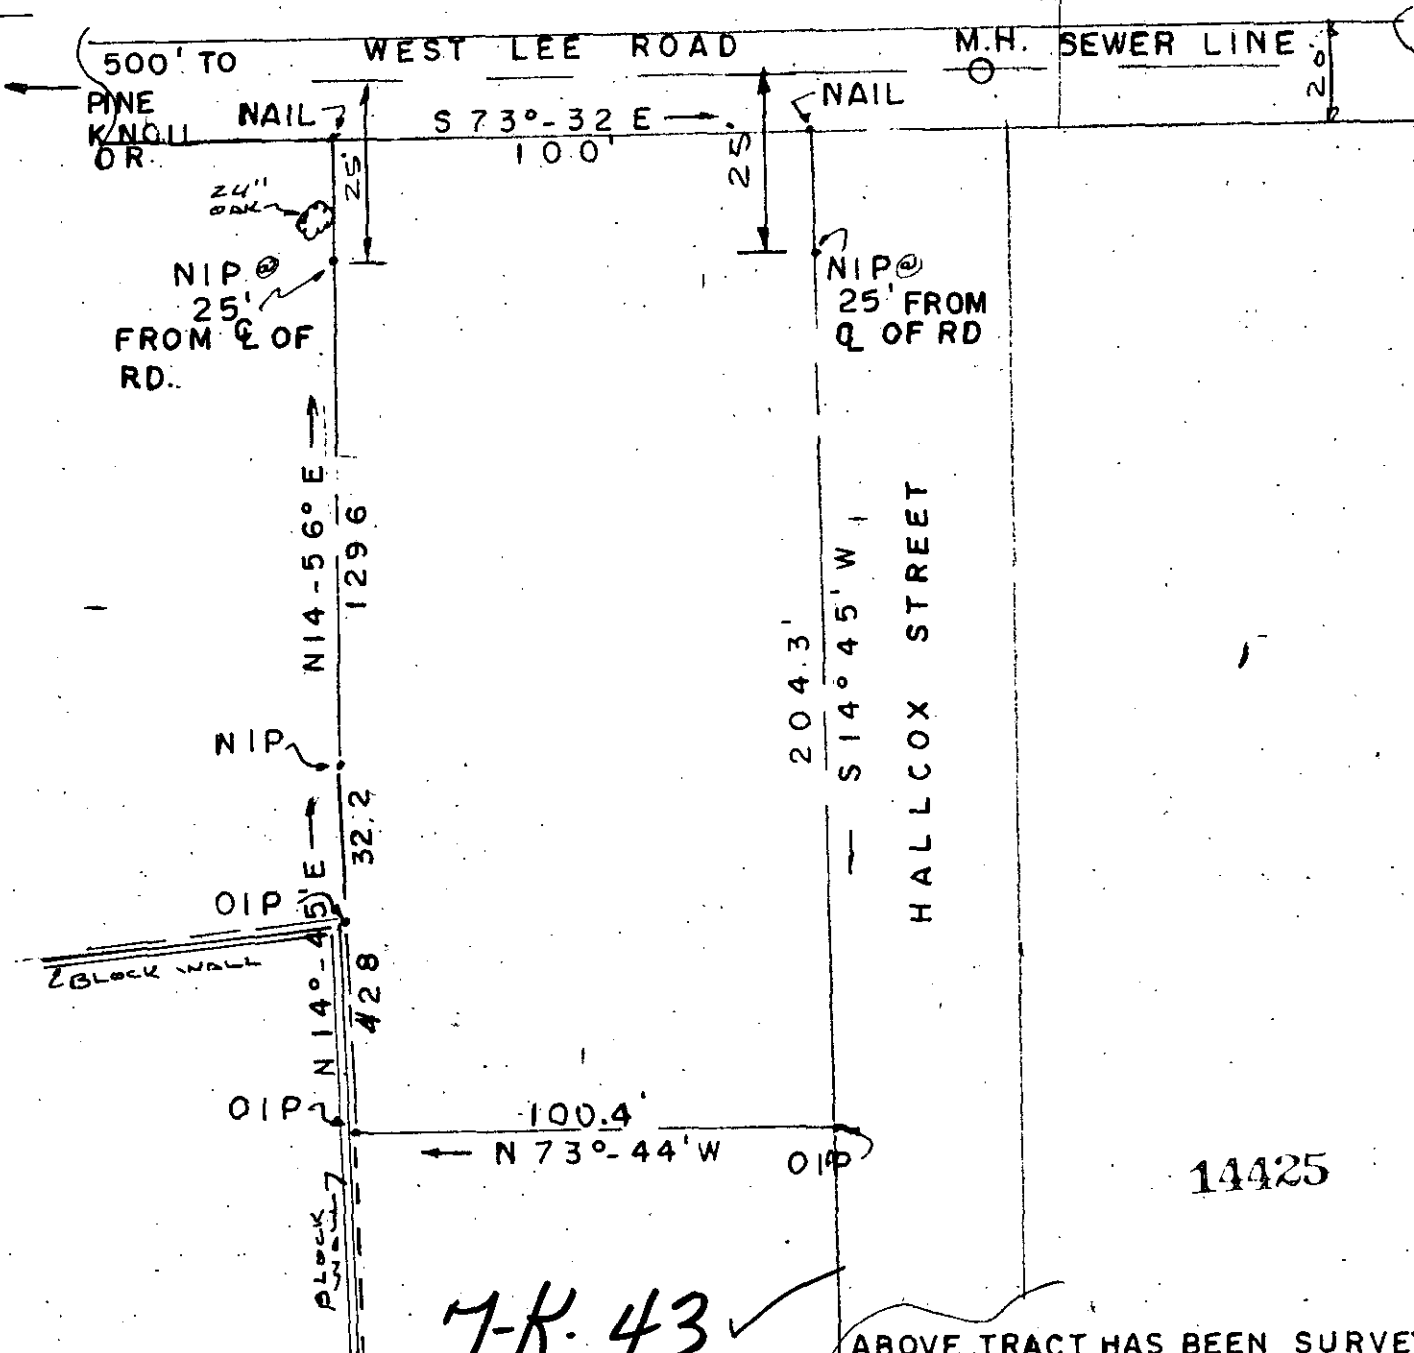 WEST LEE ROAD
M.H. SEWER LINE
500' TO
PINE
KNOLL
DR.
20'
NAIL
NAIL
S 73°-32 E
100'
25'
25'
24"
OAK
NIP @
25'
FROM ℄ OF
RD.
NIP @
25' FROM
℄ OF RD
N14-56° E
129 6
204.3'
S 14° 45' W
HALLCOX STREET
NIP
32.2
OIP
N 14°-45' E
BLOCK WALL
42 8
OIP
100.4'
N 73°-44' W
OIP
BLOCK
WALL
14425
7-K. 43
ABOVE TRACT HAS BEEN SURVEY